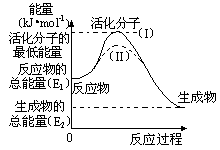 能量
(kJ·mol¹)
活化分子
(I)
活化分子的
最低能量
(II)
反应物的
总能量(E₁)
反应物
生成物的
总能量(E₂)
生成物
0
反应过程